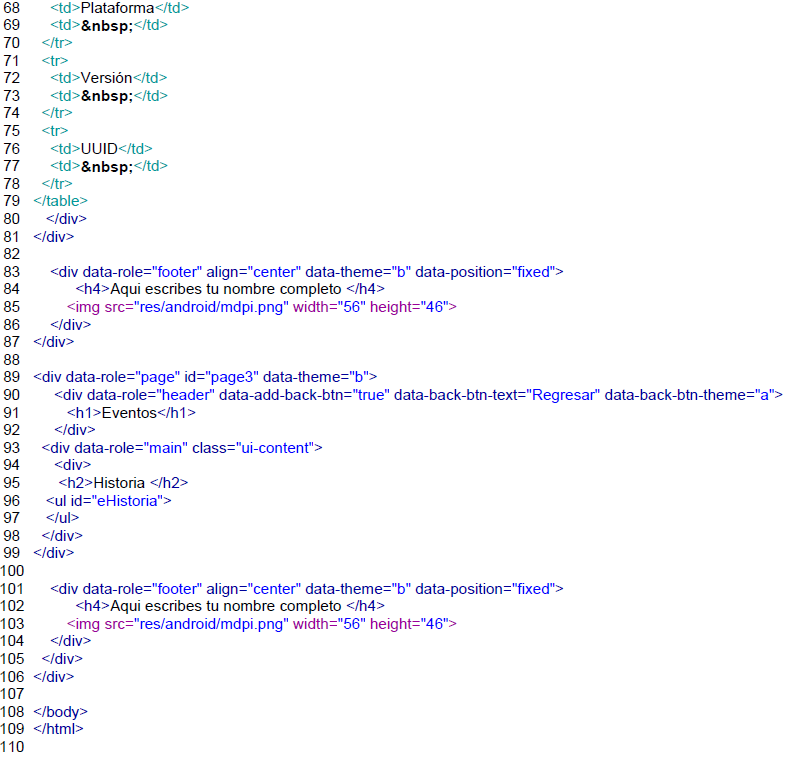 68 <td>Plataforma</td>
69 <td>&nbsp;</td>
70 </tr>
71 <tr>
72 <td>Versión</td>
73 <td>&nbsp;</td>
74 </tr>
75 <tr>
76 <td>UUID</td>
77 <td>&nbsp;</td>
78 </tr>
79 </table>
80 </div>
81 </div>
82
83 <div data-role="footer" align="center" data-theme="b" data-position="fixed">
84 <h4>Aqui escribes tu nombre completo </h4>
85 <img src="res/android/mdpi.png" width="56" height="46">
86 </div>
87 </div>
88
89 <div data-role="page" id="page3" data-theme="b">
90 <div data-role="header" data-add-back-btn="true" data-back-btn-text="Regresar" data-back-btn-theme="a">
91 <h1>Eventos</h1>
92 </div>
93 <div data-role="main" class="ui-content">
94 <div>
95 <h2>Historia </h2>
96 <ul id="eHistoria">
97 </ul>
98 </div>
99 </div>
100
101 <div data-role="footer" align="center" data-theme="b" data-position="fixed">
102 <h4>Aqui escribes tu nombre completo </h4>
103 <img src="res/android/mdpi.png" width="56" height="46">
104 </div>
105 </div>
106 </div>
107
108 </body>
109 </html>
110